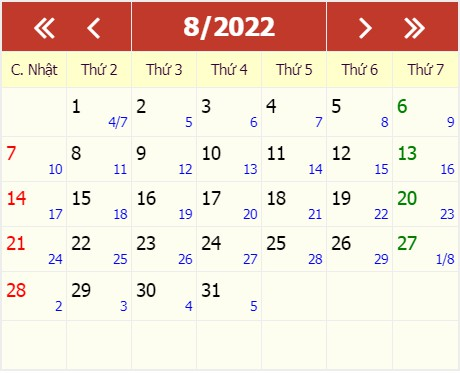 8/2022
C. Nhật Thứ 2 Thứ 3 Thứ 4 Thứ 5 Thứ 6 Thứ 7
1 2 3 4 5 6
4/7 5 6 7 8 9
7 8 9 10 11 12 13
10 11 12 13 14 15 16
14 15 16 17 18 19 20
17 18 19 20 21 22 23
21 22 23 24 25 26 27
24 25 26 27 28 29 1/8
28 29 30 31
2 3 4 5